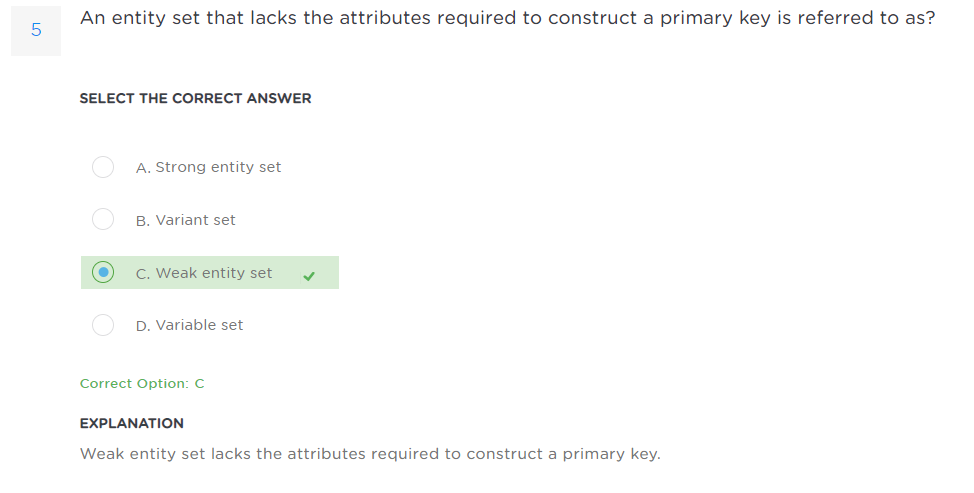 5
An entity set that lacks the attributes required to construct a primary key is referred to as?
SELECT THE CORRECT ANSWER
A. Strong entity set
B. Variant set
C. Weak entity set
D. Variable set
Correct Option: C
EXPLANATION
Weak entity set lacks the attributes required to construct a primary key.